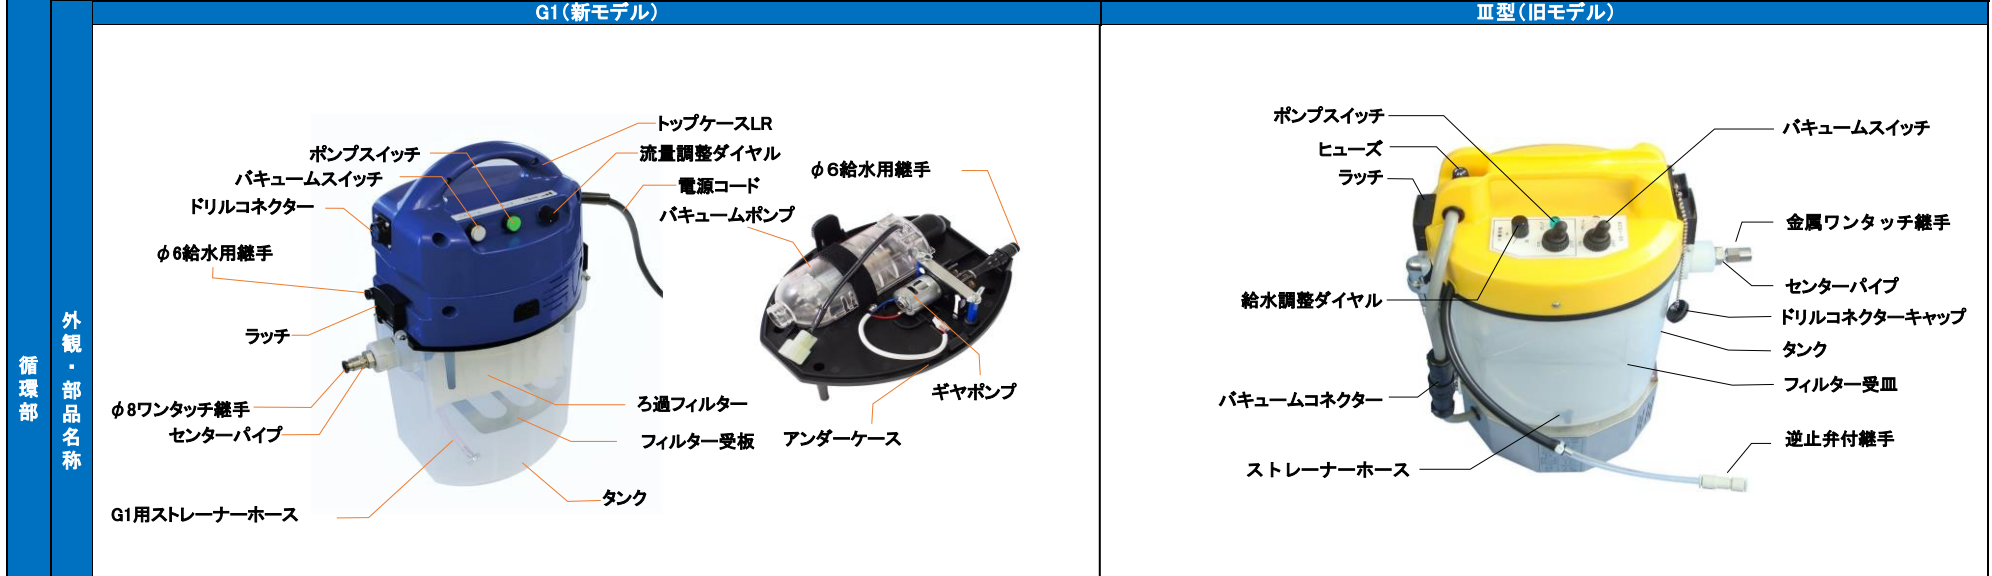 G1(新モデル)
Ⅲ型(旧モデル)
循環部
外観・部品名称
トップケースLR
ポンプスイッチ
流量調整ダイヤル
バキュームスイッチ
電源コード
ドリルコネクター
バキュームポンプ
φ6給水用継手
φ6給水用継手
ラッチ
φ8ワンタッチ継手
センターパイプ
ろ過フィルター
フィルター受板
ギヤポンプ
アンダーケース
タンク
G1用ストレーナーホース
ポンプスイッチ
ヒューズ
ラッチ
バキュームスイッチ
金属ワンタッチ継手
センターパイプ
給水調整ダイヤル
ドリルコネクターキャップ
タンク
フィルター受皿
バキュームコネクター
逆止弁付継手
ストレーナーホース